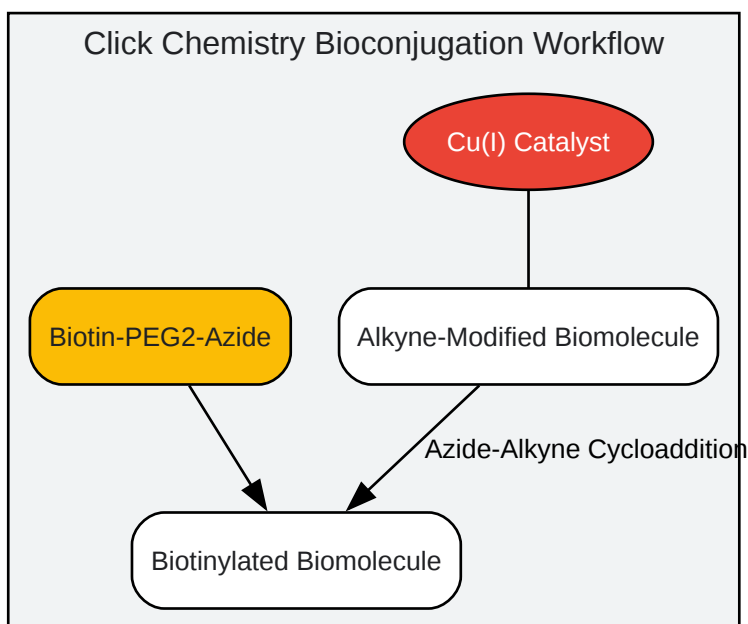 Click Chemistry Bioconjugation Workflow
Cu(I) Catalyst
Biotin-PEG2-Azide
Alkyne-Modified Biomolecule
Azide-Alkyne Cycloaddition
Biotinylated Biomolecule